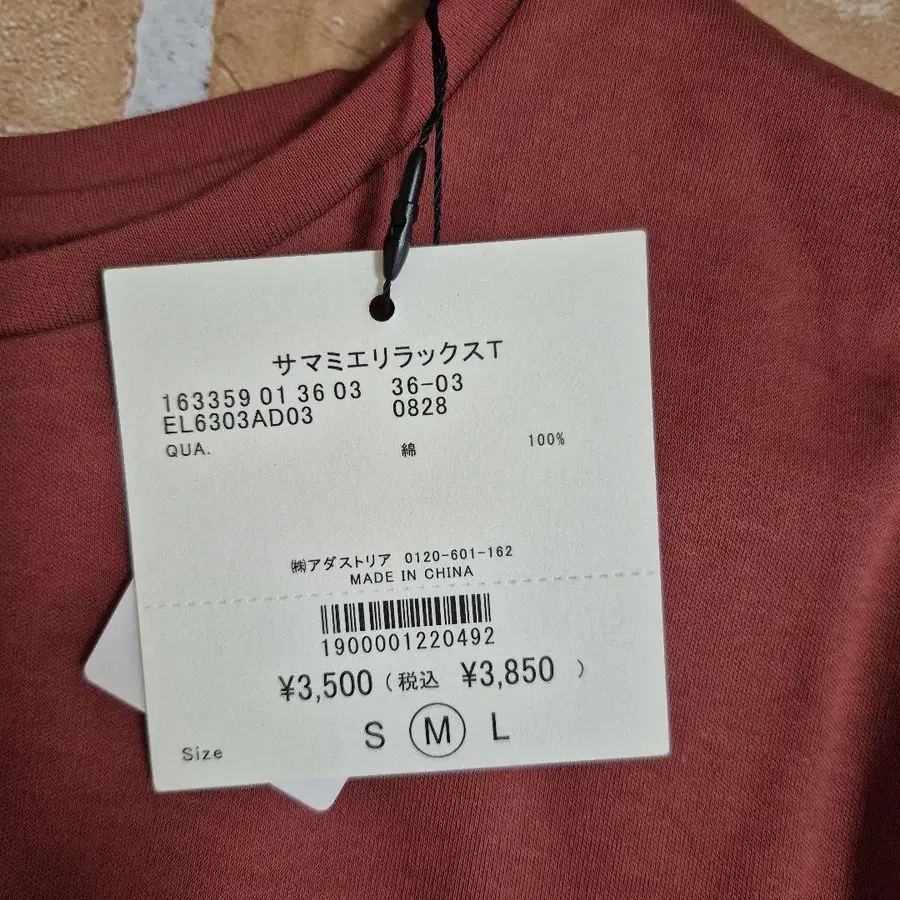 サマミエリラックスT
163359 01 36 03 36-03
EL6303AD03 0828
QUA. 綿 100%
㈱アダストリア 0120-601-162
MADE IN CHINA
1900001220492
¥3,500 (税込 ¥3,850 )
Size S M L